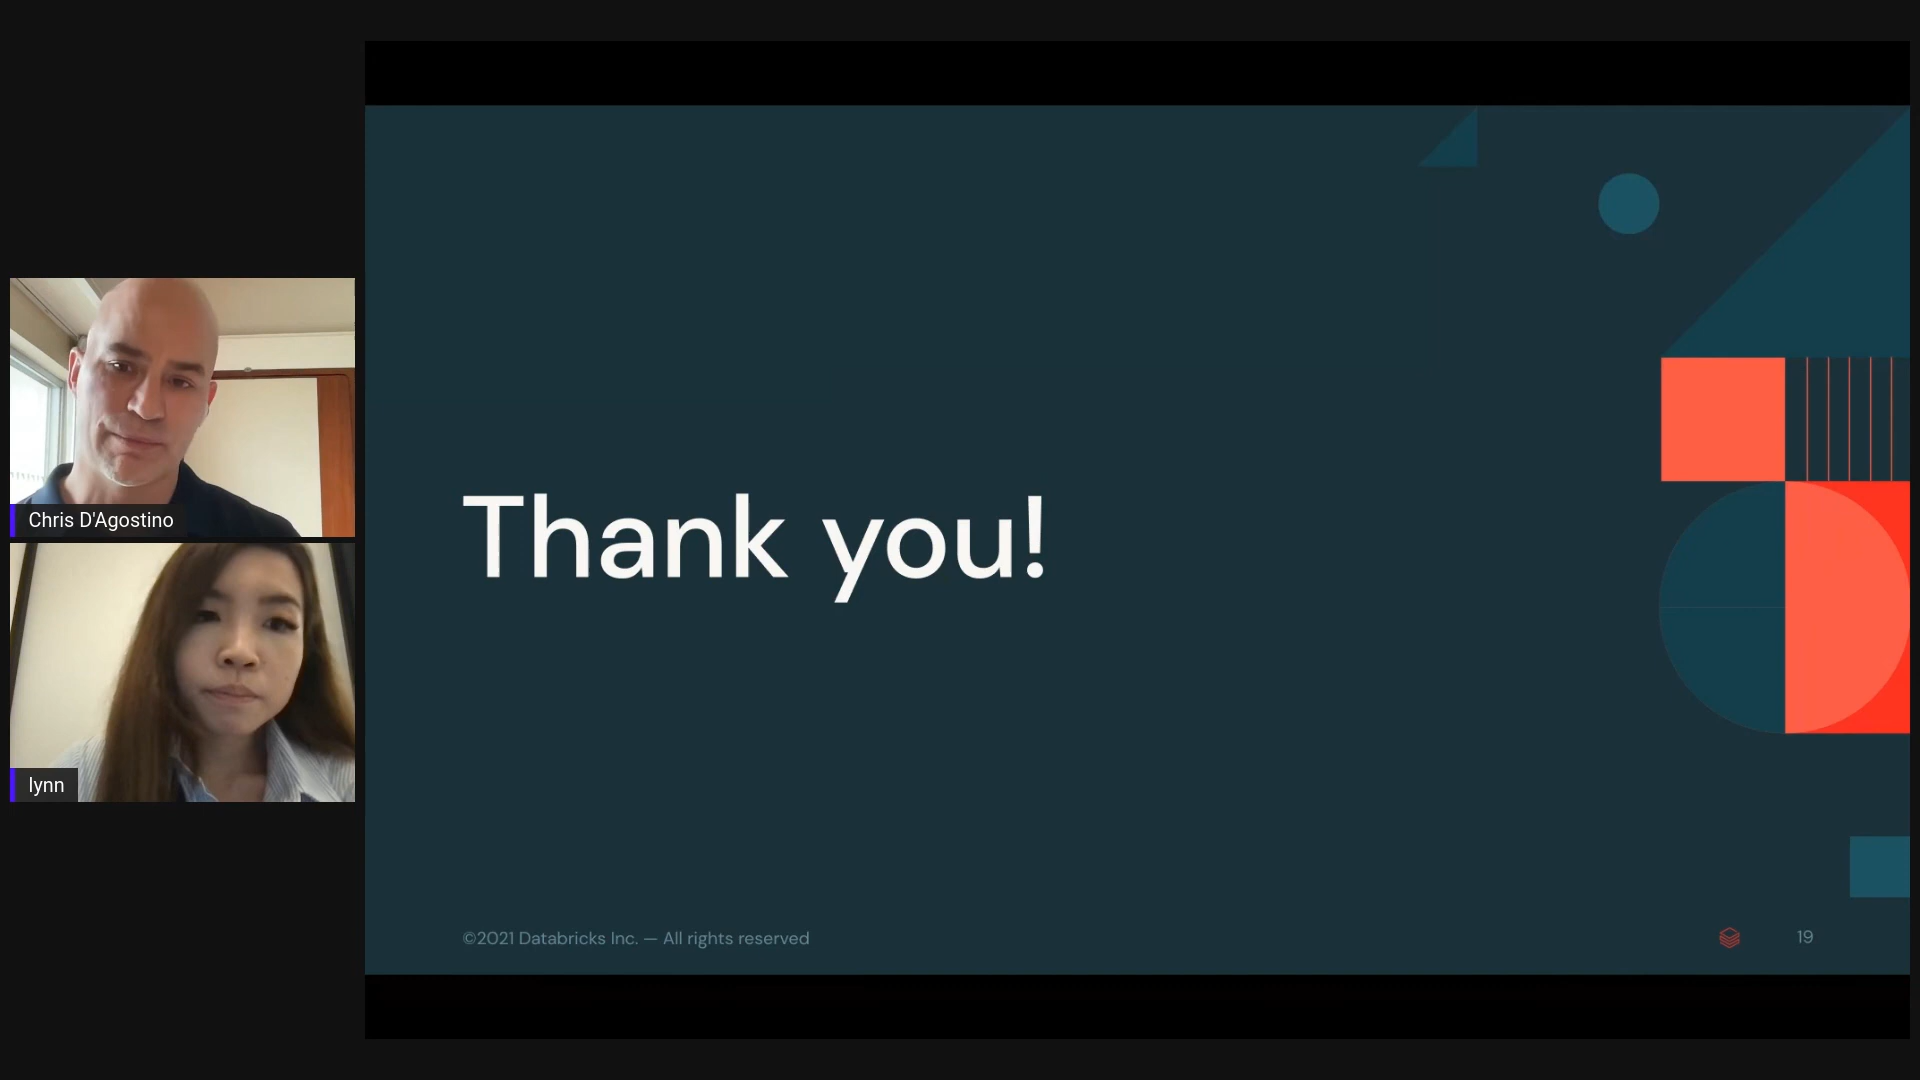 Chris D'Agostino
lynn
Thank you!
©2021 Databricks Inc. — All rights reserved
19